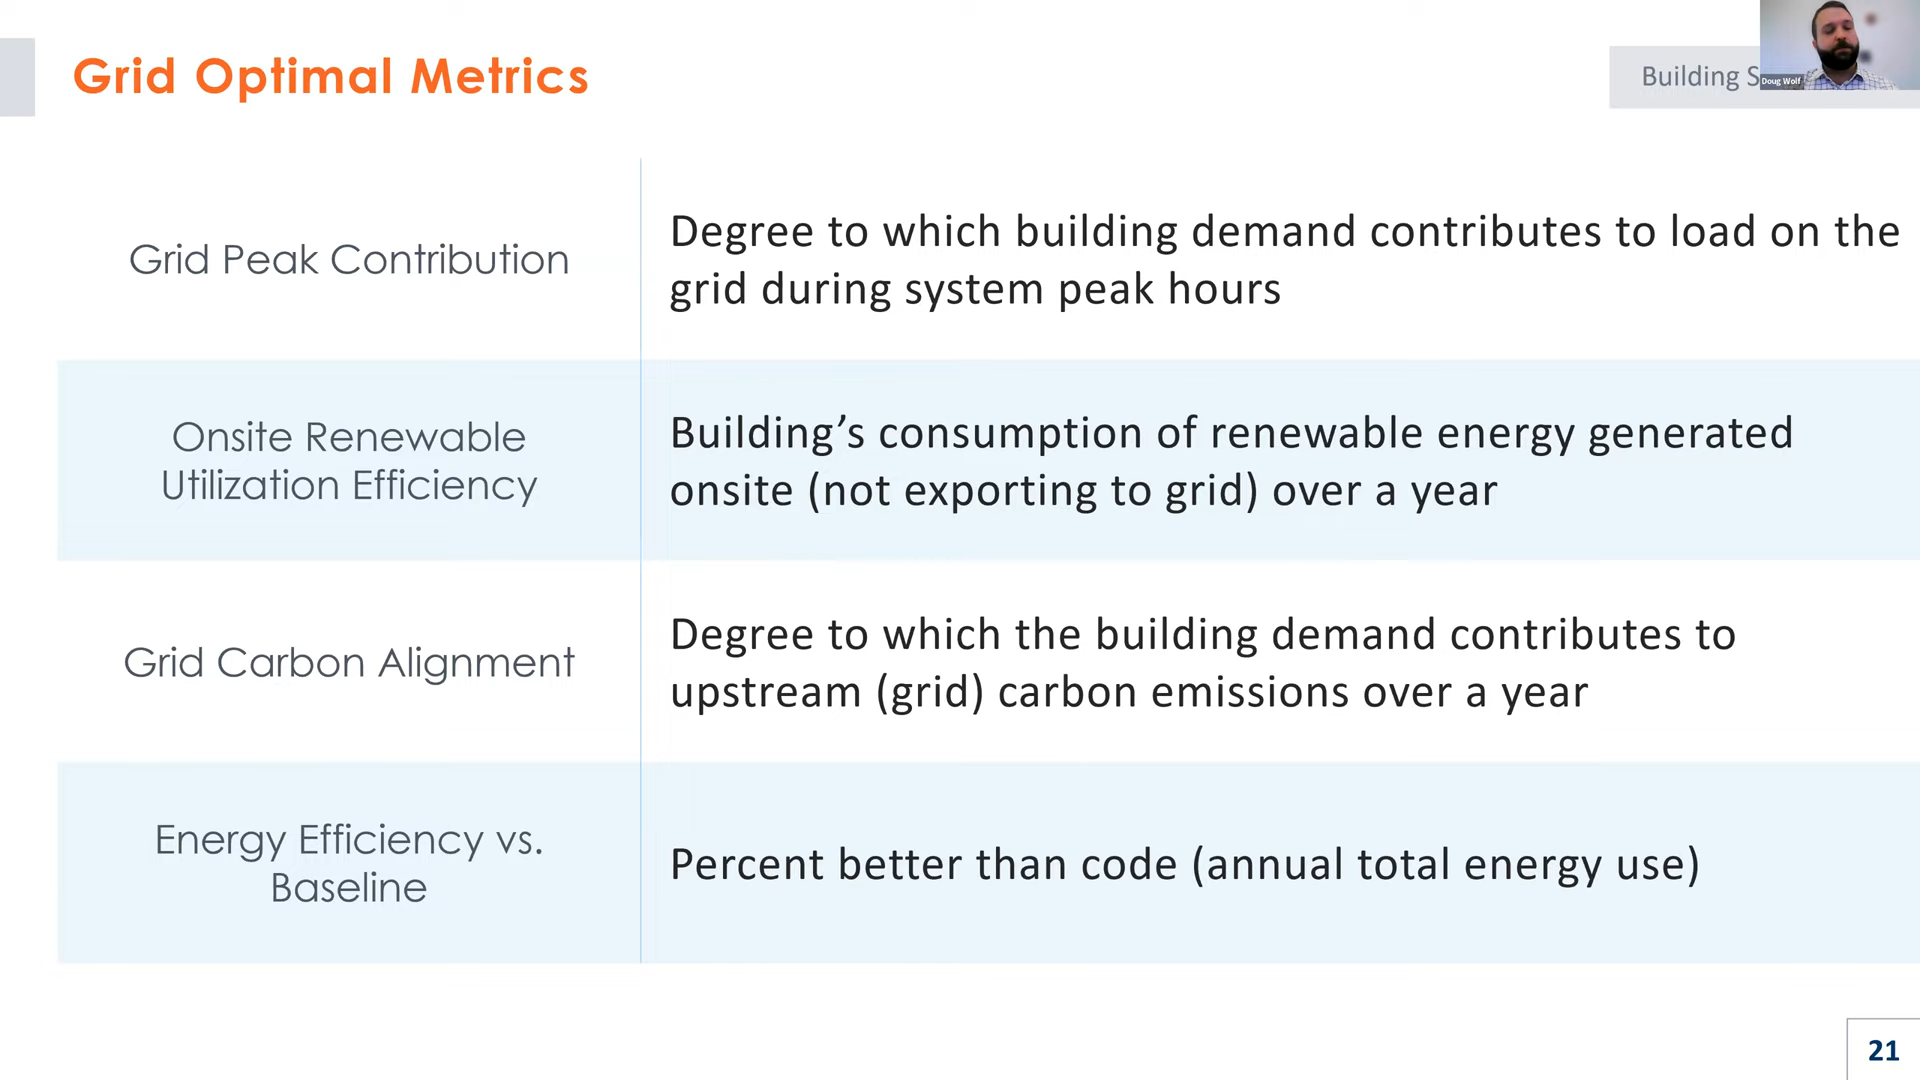 Grid Optimal Metrics
Building
Doug Wolf
Grid Peak Contribution
Degree to which building demand contributes to load on the
grid during system peak hours
Onsite Renewable
Utilization Efficiency
Building’s consumption of renewable energy generated
onsite (not exporting to grid) over a year
Grid Carbon Alignment
Degree to which the building demand contributes to
upstream (grid) carbon emissions over a year
Energy Efficiency vs.
Baseline
Percent better than code (annual total energy use)
21